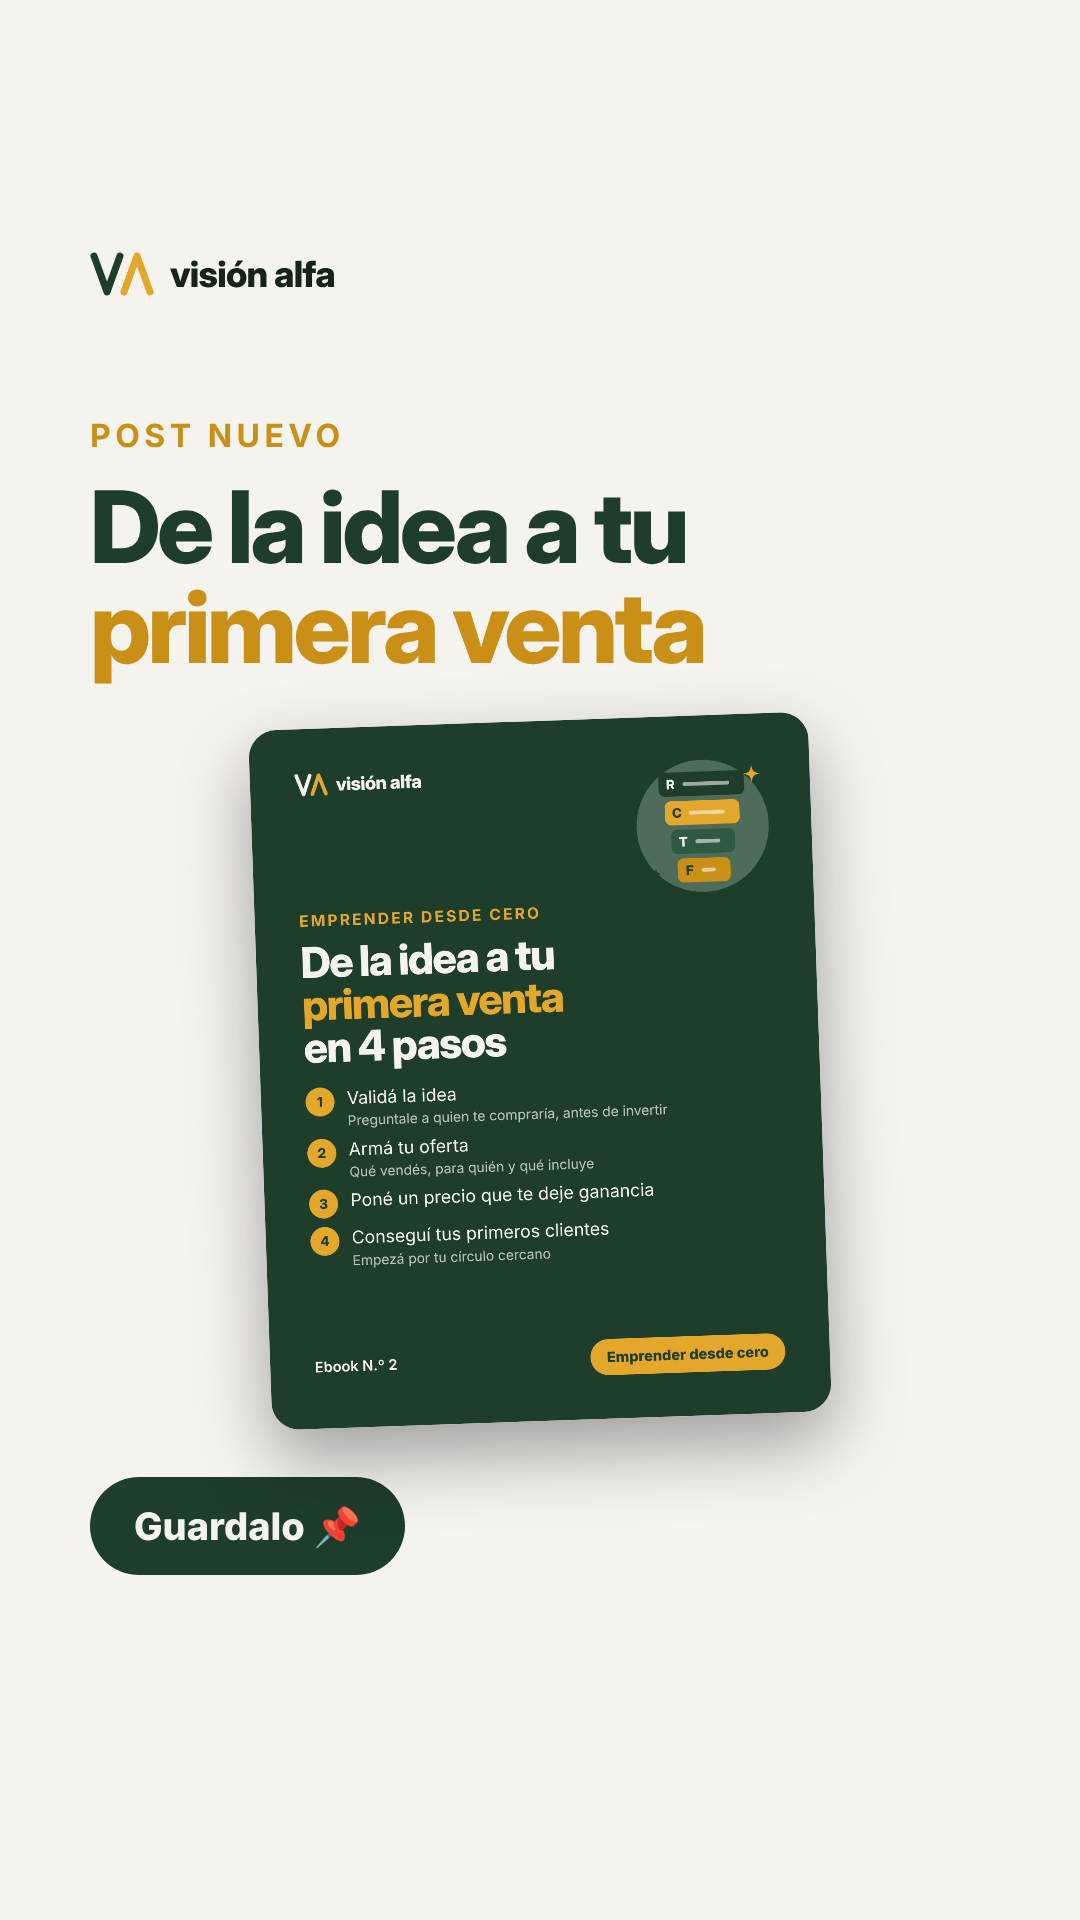 VA visión alfa
POST NUEVO
De la idea a tu
primera venta
VA visión alfa
R
C
T
F
EMPRENDER DESDE CERO
De la idea a tu
primera venta
en 4 pasos
1 Validá la idea
Preguntale a quien te compraría, antes de invertir
2 Armá tu oferta
Qué vendés, para quién y qué incluye
3 Poné un precio que te deje ganancia
4 Conseguí tus primeros clientes
Empezá por tu círculo cercano
Ebook N.º 2
Emprender desde cero
Guardalo 📌